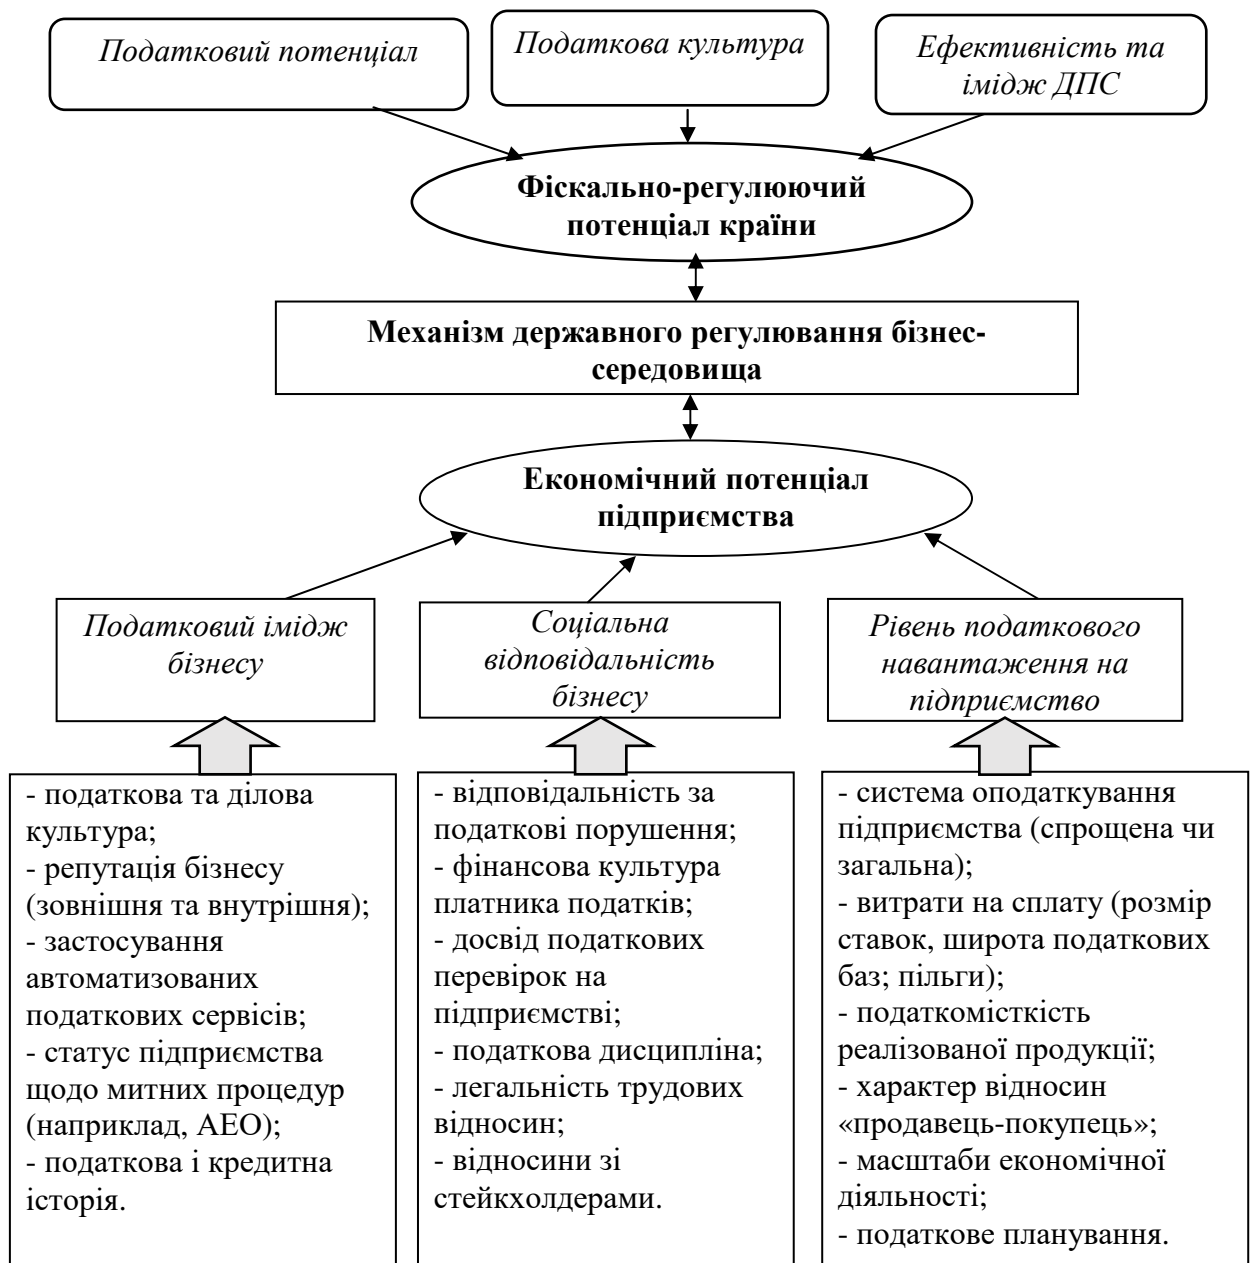 Податковий потенціал
Податкова культура
Ефективність та
імідж ДПС
Фіскально-регулюючий
потенціал країни
Механізм державного регулювання бізнес-
середовища
Економічний потенціал
підприємства
Податковий імідж
бізнесу
Соціальна
відповідальність
бізнесу
Рівень податкового
навантаження на
підприємство
- податкова та ділова
культура;
- репутація бізнесу
(зовнішня та внутрішня);
- застосування
автоматизованих
податкових сервісів;
- статус підприємства
щодо митних процедур
(наприклад, АЕО);
- податкова і кредитна
історія.
- відповідальність за
податкові порушення;
- фінансова культура
платника податків;
- досвід податкових
перевірок на
підприємстві;
- податкова дисципліна;
- легальність трудових
відносин;
- відносини зі
стейкхолдерами.
- система оподаткування
підприємства (спрощена чи
загальна);
- витрати на сплату (розмір
ставок, широта податкових
баз; пільги);
- податкомісткість
реалізованої продукції;
- характер відносин
«продавець-покупець»;
- масштаби економічної
діяльності;
- податкове планування.